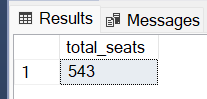 Results Messages
total_seats
1 543